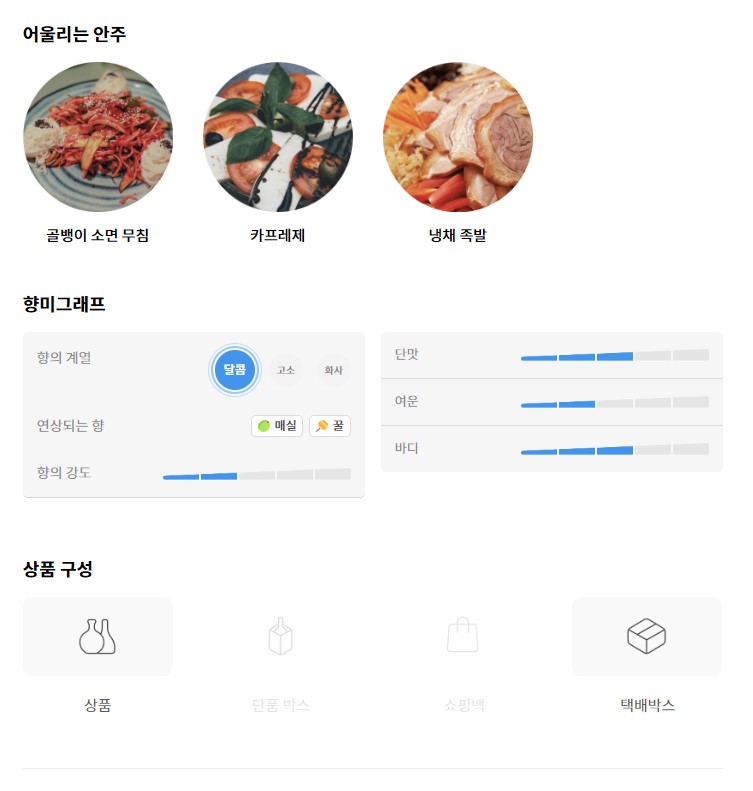 어울리는 안주
골뱅이 소면 무침
카프레제
냉채 족발
향미그래프
향의 계열
달콤
고소
화사
연상되는 향
매실
꿀
향의 강도
단맛
여운
바디
상품 구성
상품
단품 박스
쇼핑백
택배박스